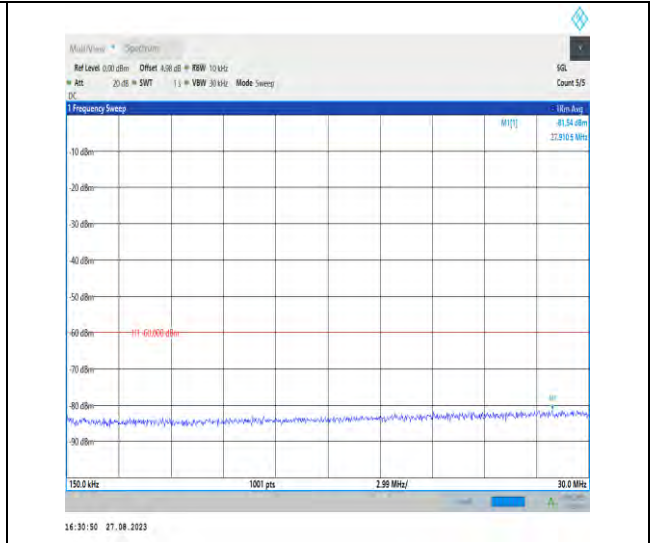 MultiView Spectrum
Ref Level 0.00 dBm Offset 4.98 dB RBW 10 kHz SGL
Att 20 dB SWT 1 s VBW 30 kHz Mode Sweep Count 5/5
DC
1 Frequency Sweep 1Rm Avg
M1[1] -81.54 dBm
27.9105 MHz
-10 dBm
-20 dBm
-30 dBm
-40 dBm
-50 dBm
-60 dBm H1 -60.000 dBm
-70 dBm
-80 dBm M1
-90 dBm
150.0 kHz 1001 pts 2.99 MHz/ 30.0 MHz
16:30:50 27.08.2023